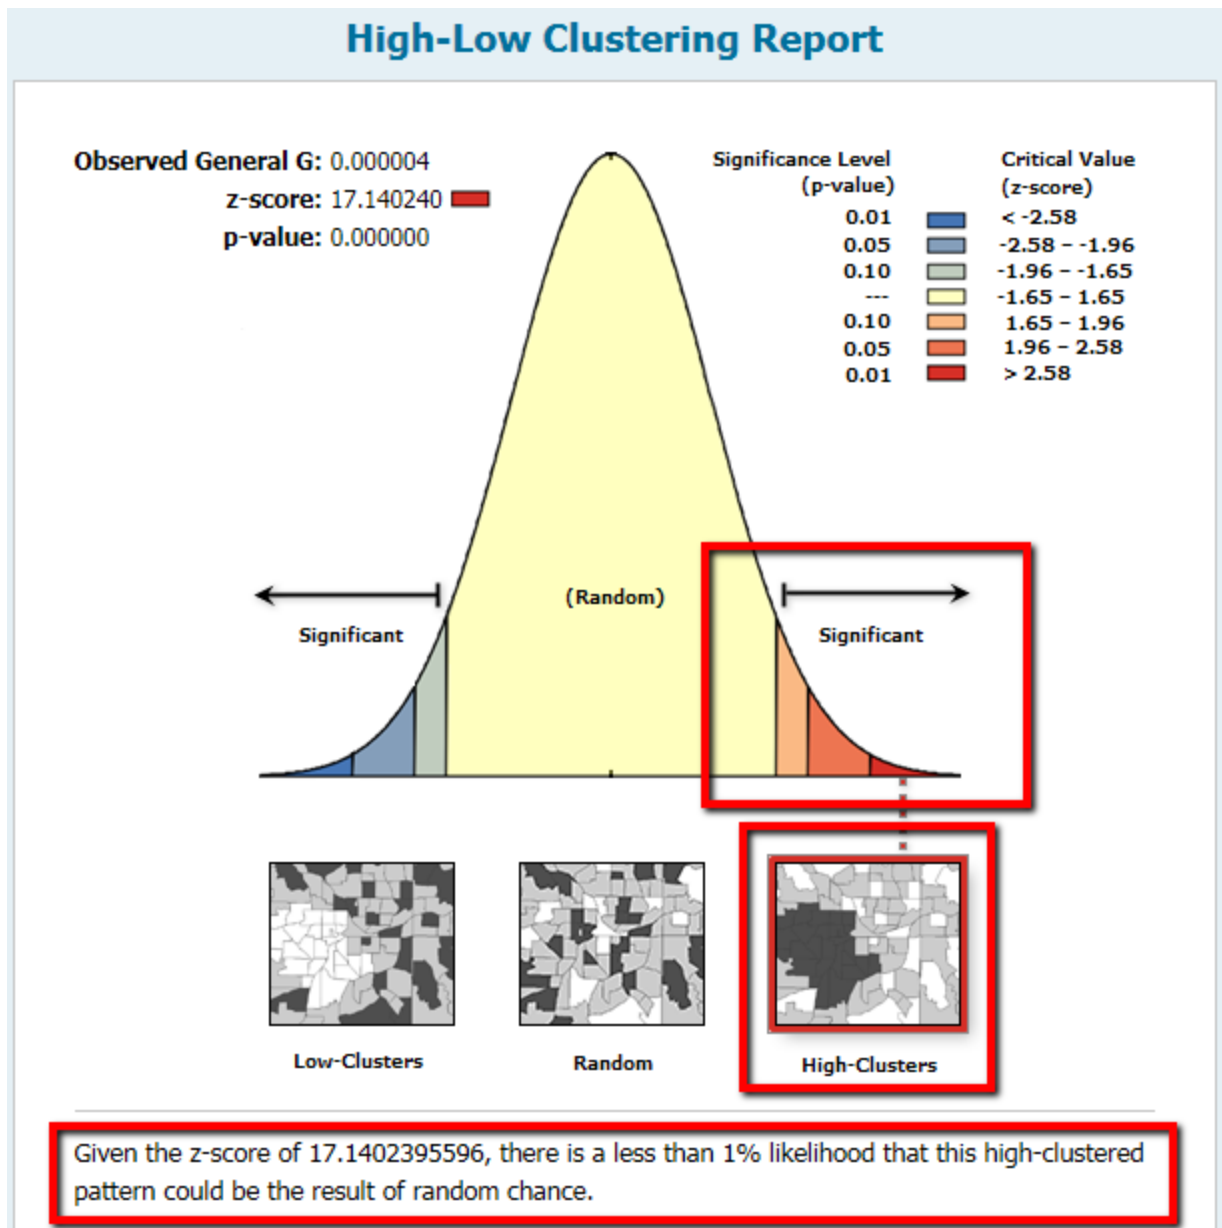 High-Low Clustering Report
Observed General G: 0.000004
z-score: 17.140240
p-value: 0.000000
Significance Level
(p-value)
Critical Value
(z-score)
0.01 < -2.58
0.05 -2.58 – -1.96
0.10 -1.96 – -1.65
--- -1.65 – 1.65
0.10 1.65 – 1.96
0.05 1.96 – 2.58
0.01 > 2.58
Significant
(Random)
Significant
Low-Clusters
Random
High-Clusters
Given the z-score of 17.1402395596, there is a less than 1% likelihood that this high-clustered
pattern could be the result of random chance.